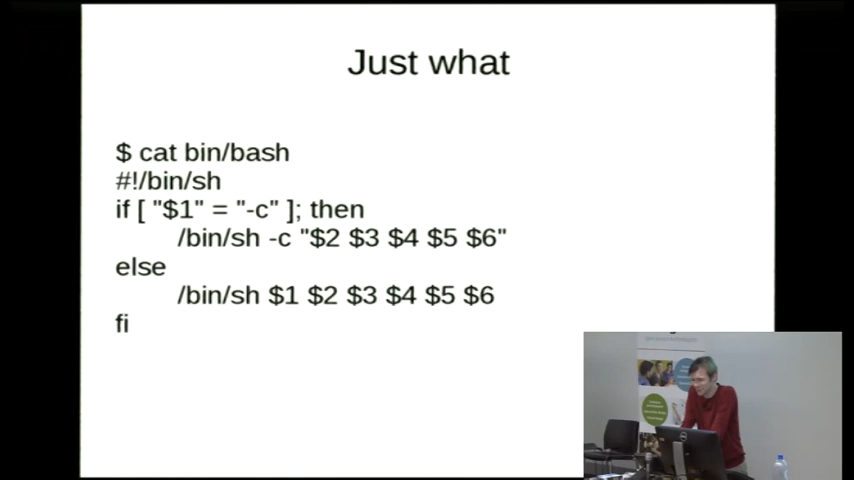 Just what
$ cat bin/bash
#!/bin/sh
if [ "$1" = "-c" ]; then
/bin/sh -c "$2 $3 $4 $5 $6"
else
/bin/sh $1 $2 $3 $4 $5 $6
fi